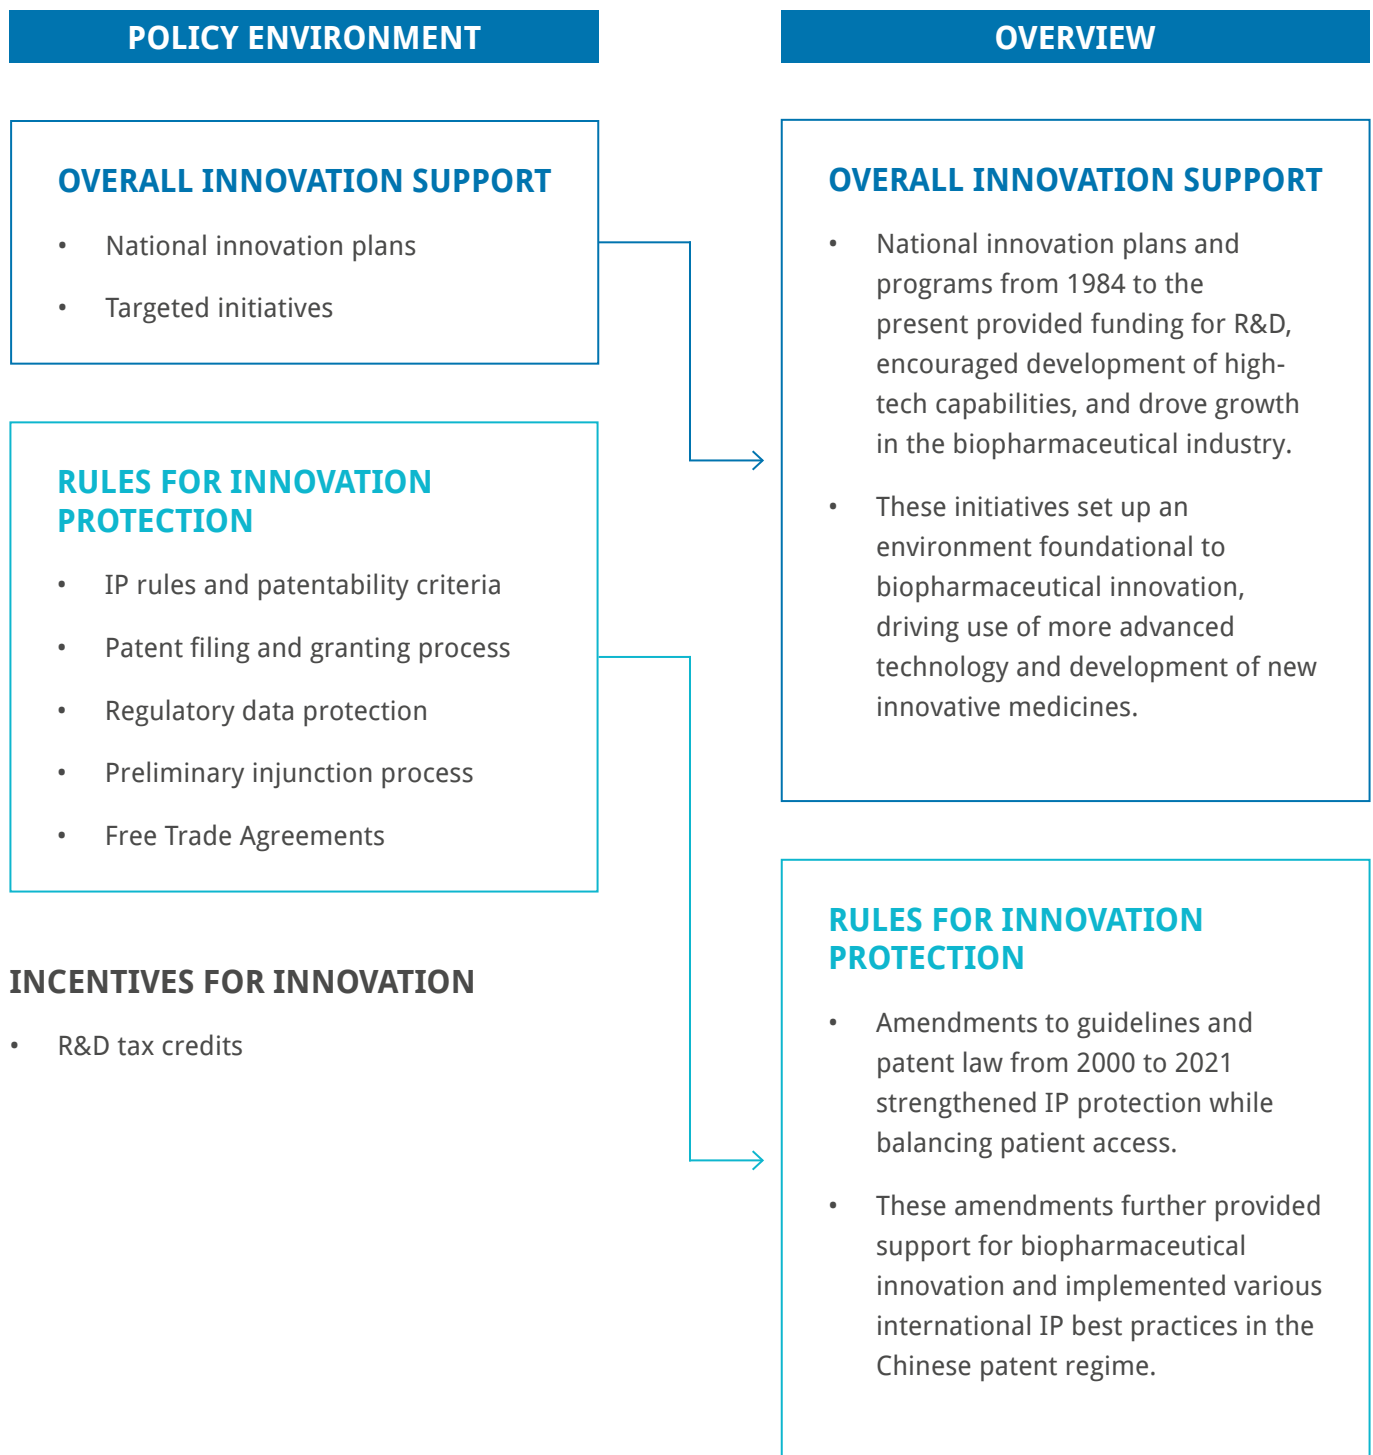 POLICY ENVIRONMENT
OVERALL INNOVATION SUPPORT
• National innovation plans
• Targeted initiatives
RULES FOR INNOVATION
PROTECTION
• IP rules and patentability criteria
• Patent filing and granting process
• Regulatory data protection
• Preliminary injunction process
• Free Trade Agreements
INCENTIVES FOR INNOVATION
• R&D tax credits
OVERVIEW
OVERALL INNOVATION SUPPORT
• National innovation plans and
programs from 1984 to the
present provided funding for R&D,
encouraged development of high-
tech capabilities, and drove growth
in the biopharmaceutical industry.
• These initiatives set up an
environment foundational to
biopharmaceutical innovation,
driving use of more advanced
technology and development of new
innovative medicines.
RULES FOR INNOVATION
PROTECTION
• Amendments to guidelines and
patent law from 2000 to 2021
strengthened IP protection while
balancing patient access.
• These amendments further provided
support for biopharmaceutical
innovation and implemented various
international IP best practices in the
Chinese patent regime.